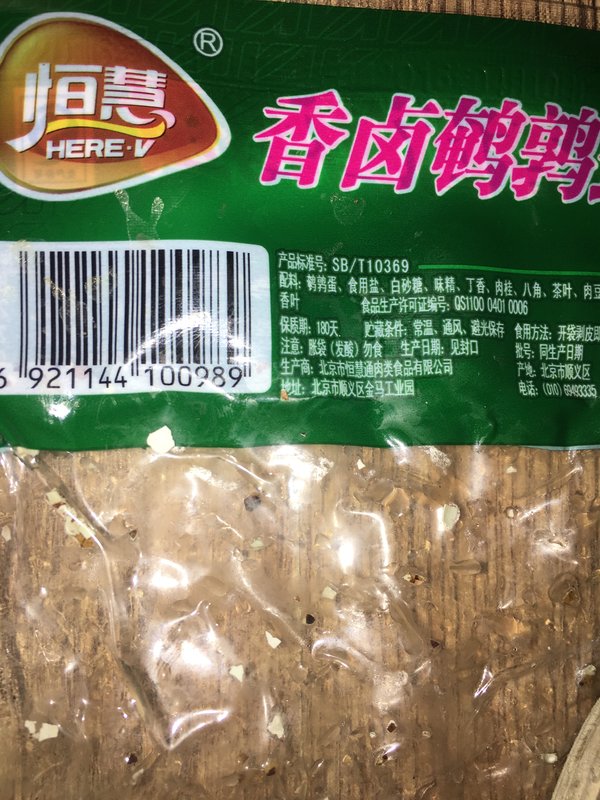 恒慧
HERE·V
®
香卤鹌鹑
产品标准号: SB/T10369
配料: 鹌鹑蛋、食用盐、白砂糖、味精、丁香、肉桂、八角、茶叶、肉豆
香叶 食品生产许可证编号: QS1100 0401 0006
保质期: 180天 贮藏条件: 常温、通风、避光保存 食用方法: 开袋剥皮即
注意: 胀袋（发酸）勿食 生产日期: 见封口 批号: 同生产日期
生产商: 北京市恒慧通肉类食品有限公司 产地: 北京市顺义区
地址: 北京市顺义区金马工业园 电话: (010) 69493335
6 921144 100989